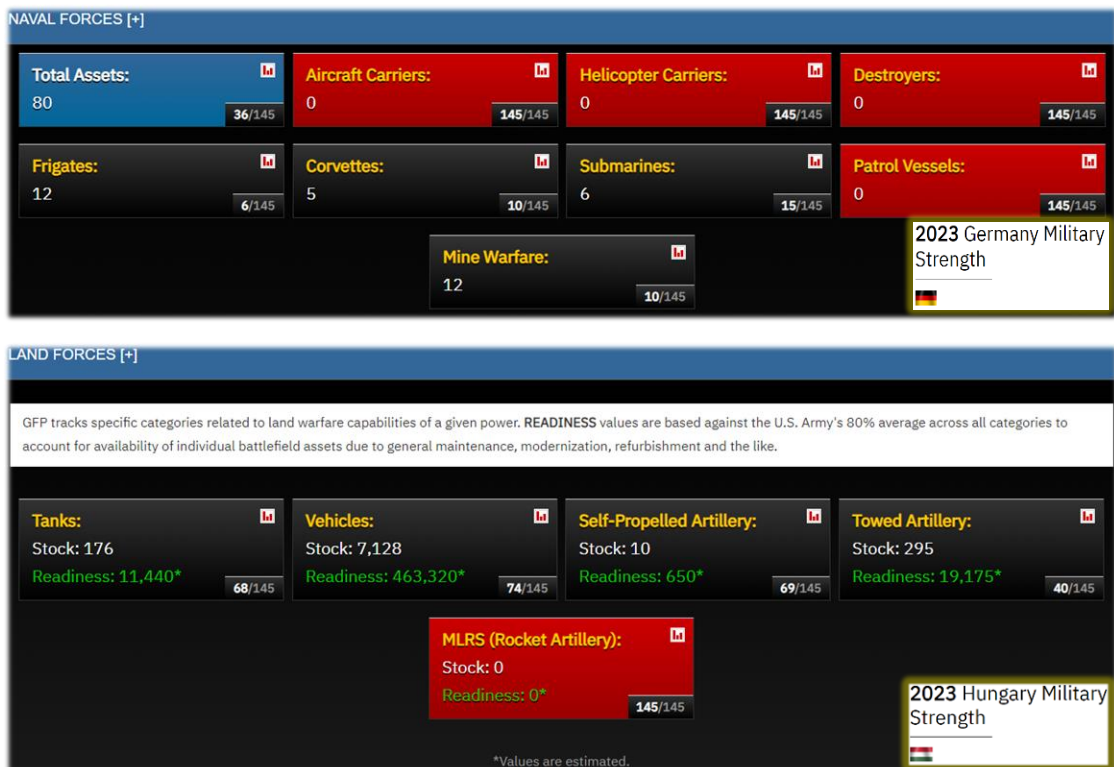 NAVAL FORCES [+]
Total Assets:
80
36/145
Aircraft Carriers:
0
145/145
Helicopter Carriers:
0
145/145
Destroyers:
0
145/145
Frigates:
12
6/145
Corvettes:
5
10/145
Submarines:
6
15/145
Patrol Vessels:
0
145/145
Mine Warfare:
12
10/145
2023 Germany Military
Strength
LAND FORCES [+]
GFP tracks specific categories related to land warfare capabilities of a given power. READINESS values are based against the U.S. Army's 80% average across all categories to
account for availability of individual battlefield assets due to general maintenance, modernization, refurbishment and the like.
Tanks:
Stock: 176
Readiness: 11,440*
68/145
Vehicles:
Stock: 7,128
Readiness: 463,320*
74/145
Self-Propelled Artillery:
Stock: 10
Readiness: 650*
69/145
Towed Artillery:
Stock: 295
Readiness: 19,175*
40/145
MLRS (Rocket Artillery):
Stock: 0
Readiness: 0*
145/145
2023 Hungary Military
Strength
*Values are estimated.